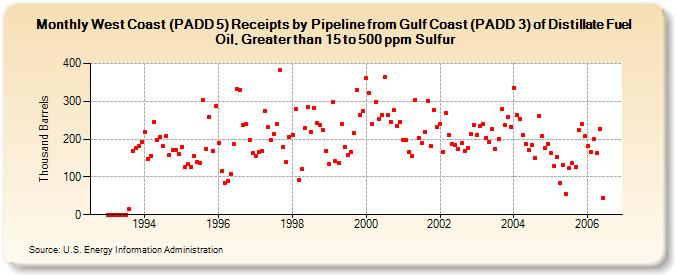 Monthly West Coast (PADD 5) Receipts by Pipeline from Gulf Coast (PADD 3) of Distillate Fuel
Oil, Greater than 15 to 500 ppm Sulfur
Thousand Barrels
400
300
200
100
0
1994 1996 1998 2000 2002 2004 2006
Source: U.S. Energy Information Administration